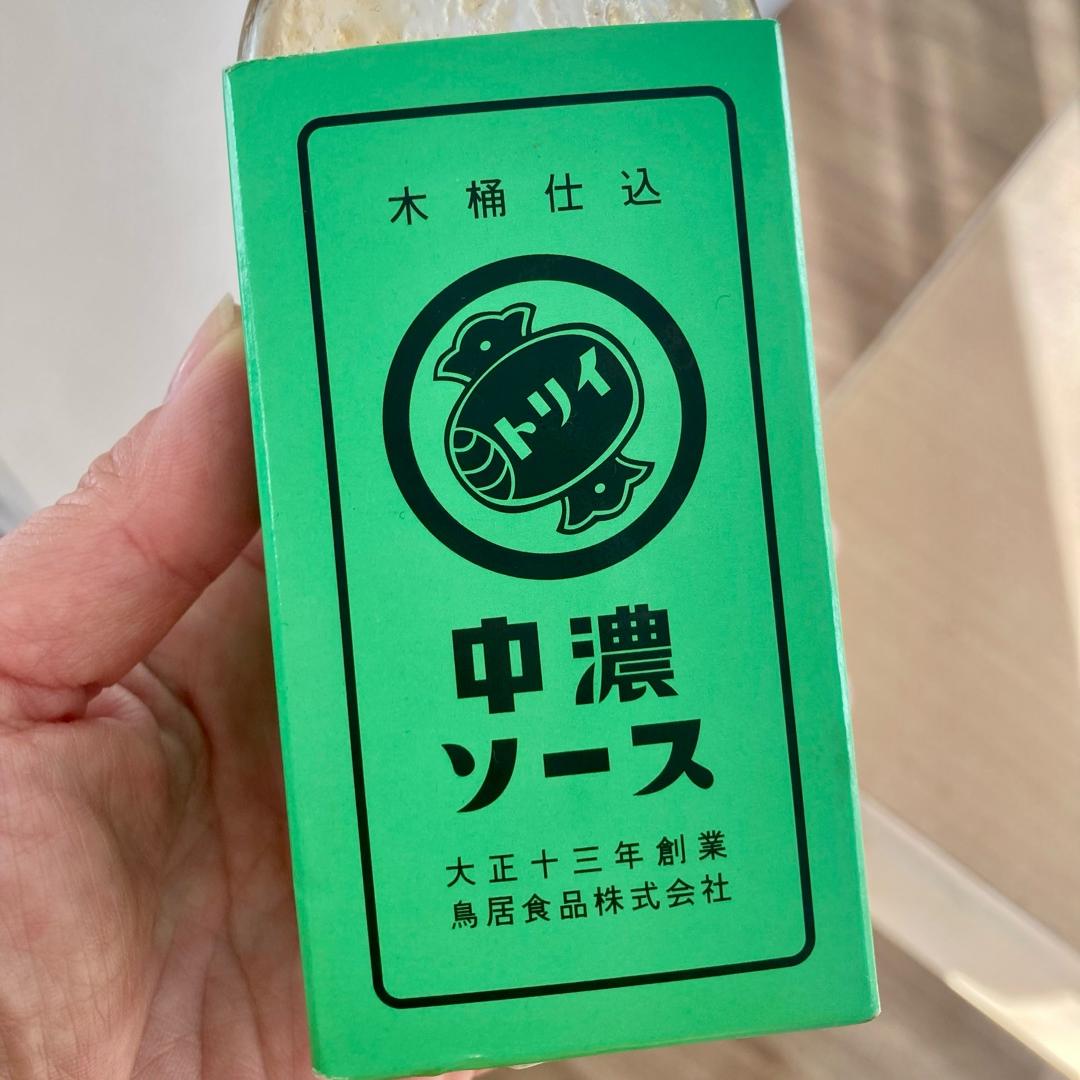 木桶仕込
トリイ
中濃
ソース
大正十三年創業
鳥居食品株式会社